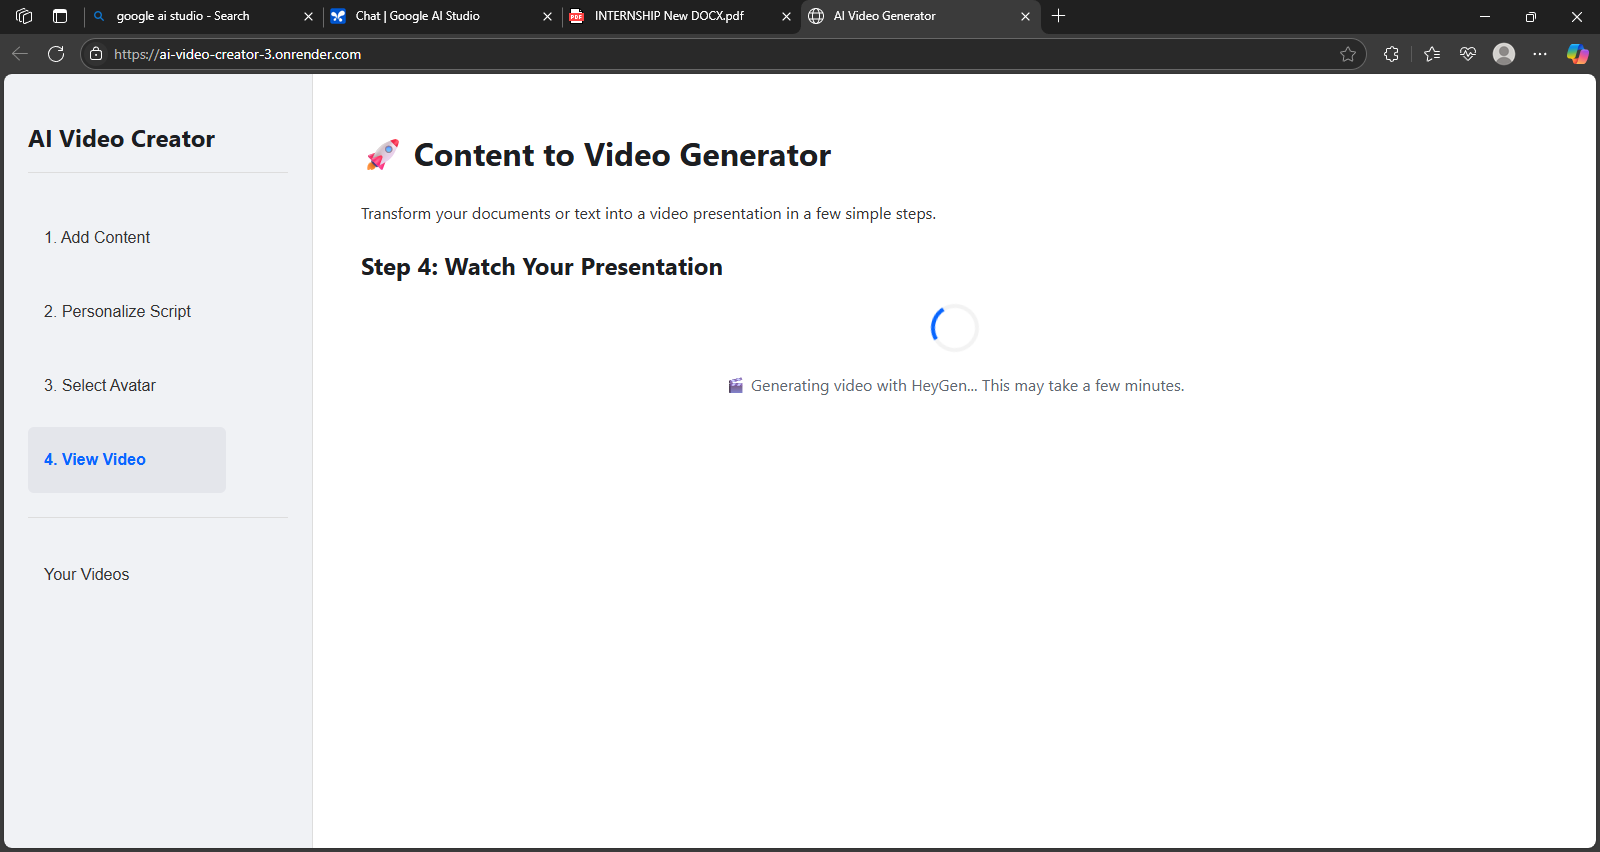 google ai studio - Search
Chat | Google AI Studio
PDF
INTERNSHIP New DOCX.pdf
AI Video Generator
https://ai-video-creator-3.onrender.com
AI Video Creator
1. Add Content
2. Personalize Script
3. Select Avatar
4. View Video
Your Videos
🚀 Content to Video Generator
Transform your documents or text into a video presentation in a few simple steps.
Step 4: Watch Your Presentation
🎬 Generating video with HeyGen... This may take a few minutes.